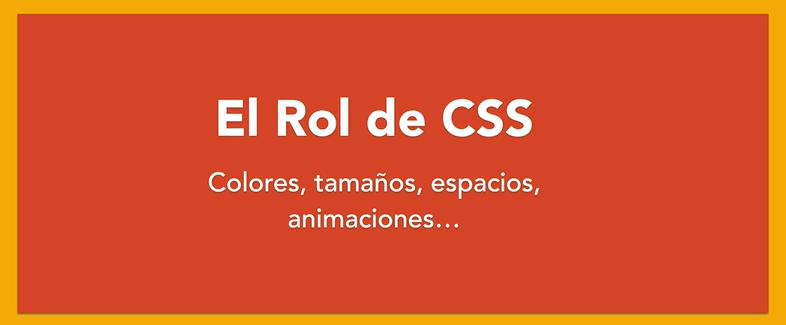 El Rol de CSS
Colores, tamaños, espacios,
animaciones…